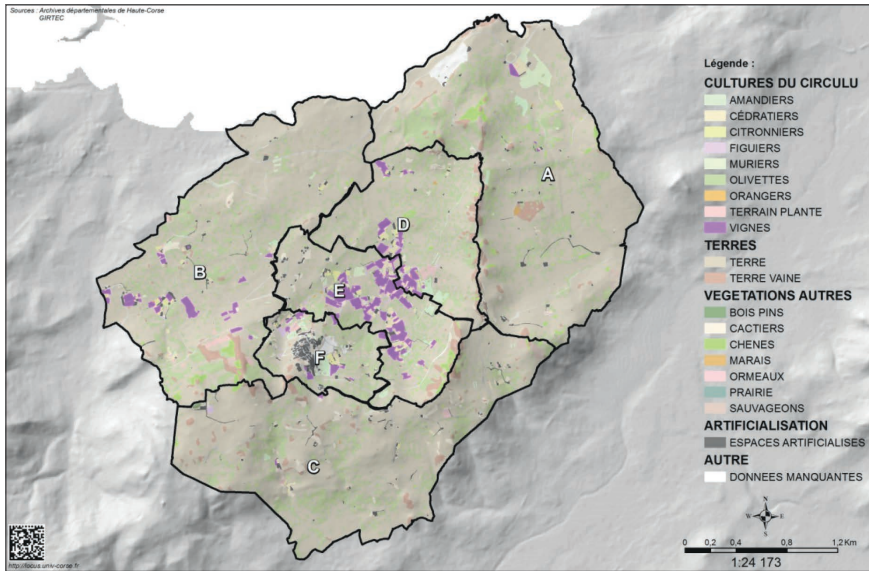 Sources : Archives départementales de Haute-Corse
GIRTEC
Légende :
CULTURES DU CIRCULU
AMANDIERS
CÉDRATIERS
CITRONNIERS
FIGUIERS
MURIERS
OLIVETTES
ORANGERS
TERRAIN PLANTE
VIGNES
TERRES
TERRE
TERRE VAINE
VEGETATIONS AUTRES
BOIS PINS
CACTIERS
CHENES
MARAIS
ORMEAUX
PRAIRIE
SAUVAGEONS
ARTIFICIALISATION
ESPACES ARTIFICIALISES
AUTRE
DONNEES MANQUANTES
A
D
B
E
F
C
N
W E
S
0 0,2 0,4 0,8 1,2 Km
1:24 173
http://focus.univ-corse.fr